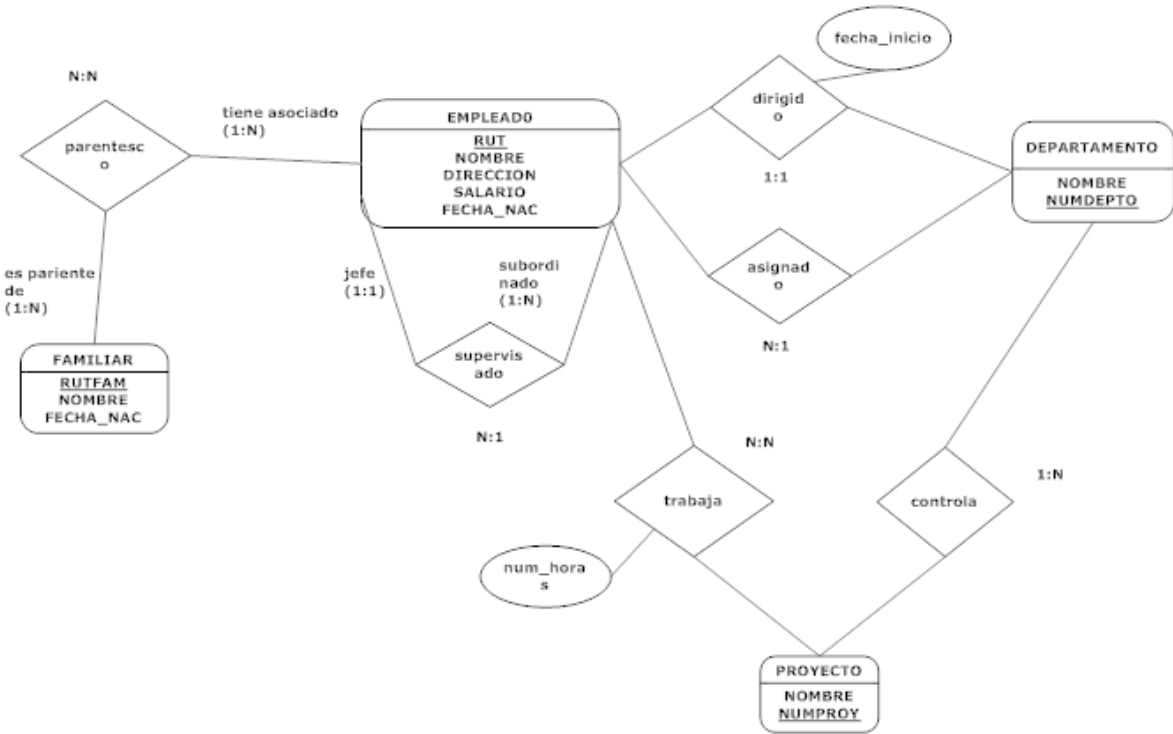 fecha_inicio
N:N
dirigid
o
tiene asociado
(1:N)
EMPLEADO
RUT
NOMBRE
DIRECCION
SALARIO
FECHA_NAC
parentesc
o
DEPARTAMENTO
NOMBRE
NUMDEPTO
1:1
es pariente
de
(1:N)
jefe
(1:1)
subordi
nado
(1:N)
asignad
o
N:1
FAMILIAR
RUTFAM
NOMBRE
FECHA_NAC
supervis
ado
N:1
N:N
trabaja
controla
1:N
num_hora
s
PROYECTO
NOMBRE
NUMPROY